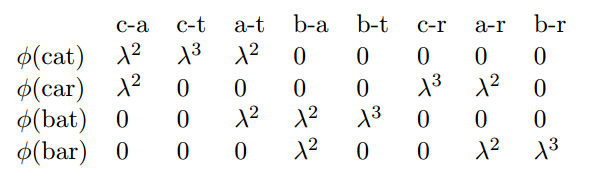 c-a c-t a-t b-a b-t c-r a-r b-r
ϕ(cat) λ² λ³ λ² 0 0 0 0 0
ϕ(car) λ² 0 0 0 0 λ³ λ² 0
ϕ(bat) 0 0 λ² λ² λ³ 0 0 0
ϕ(bar) 0 0 0 λ² 0 0 λ² λ³